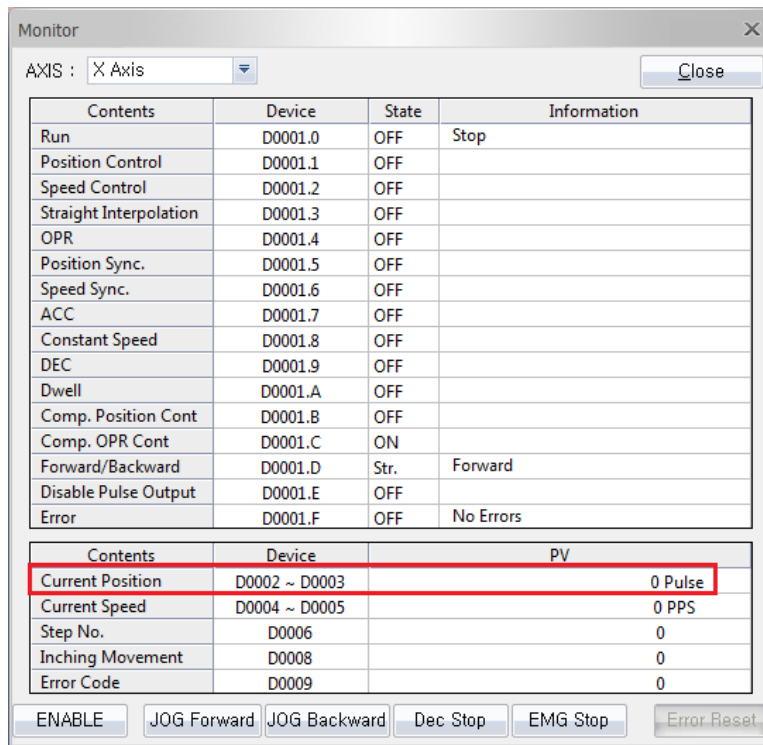 Monitor
AXIS : X Axis Close
Contents Device State Information
Run D0001.0 OFF Stop
Position Control D0001.1 OFF
Speed Control D0001.2 OFF
Straight Interpolation D0001.3 OFF
OPR D0001.4 OFF
Position Sync. D0001.5 OFF
Speed Sync. D0001.6 OFF
ACC D0001.7 OFF
Constant Speed D0001.8 OFF
DEC D0001.9 OFF
Dwell D0001.A OFF
Comp. Position Cont D0001.B OFF
Comp. OPR Cont D0001.C ON
Forward/Backward D0001.D Str. Forward
Disable Pulse Output D0001.E OFF
Error D0001.F OFF No Errors
Contents Device PV
Current Position D0002 ~ D0003 0 Pulse
Current Speed D0004 ~ D0005 0 PPS
Step No. D0006 0
Inching Movement D0008 0
Error Code D0009 0
ENABLE JOG Forward JOG Backward Dec Stop EMG Stop Error Reset